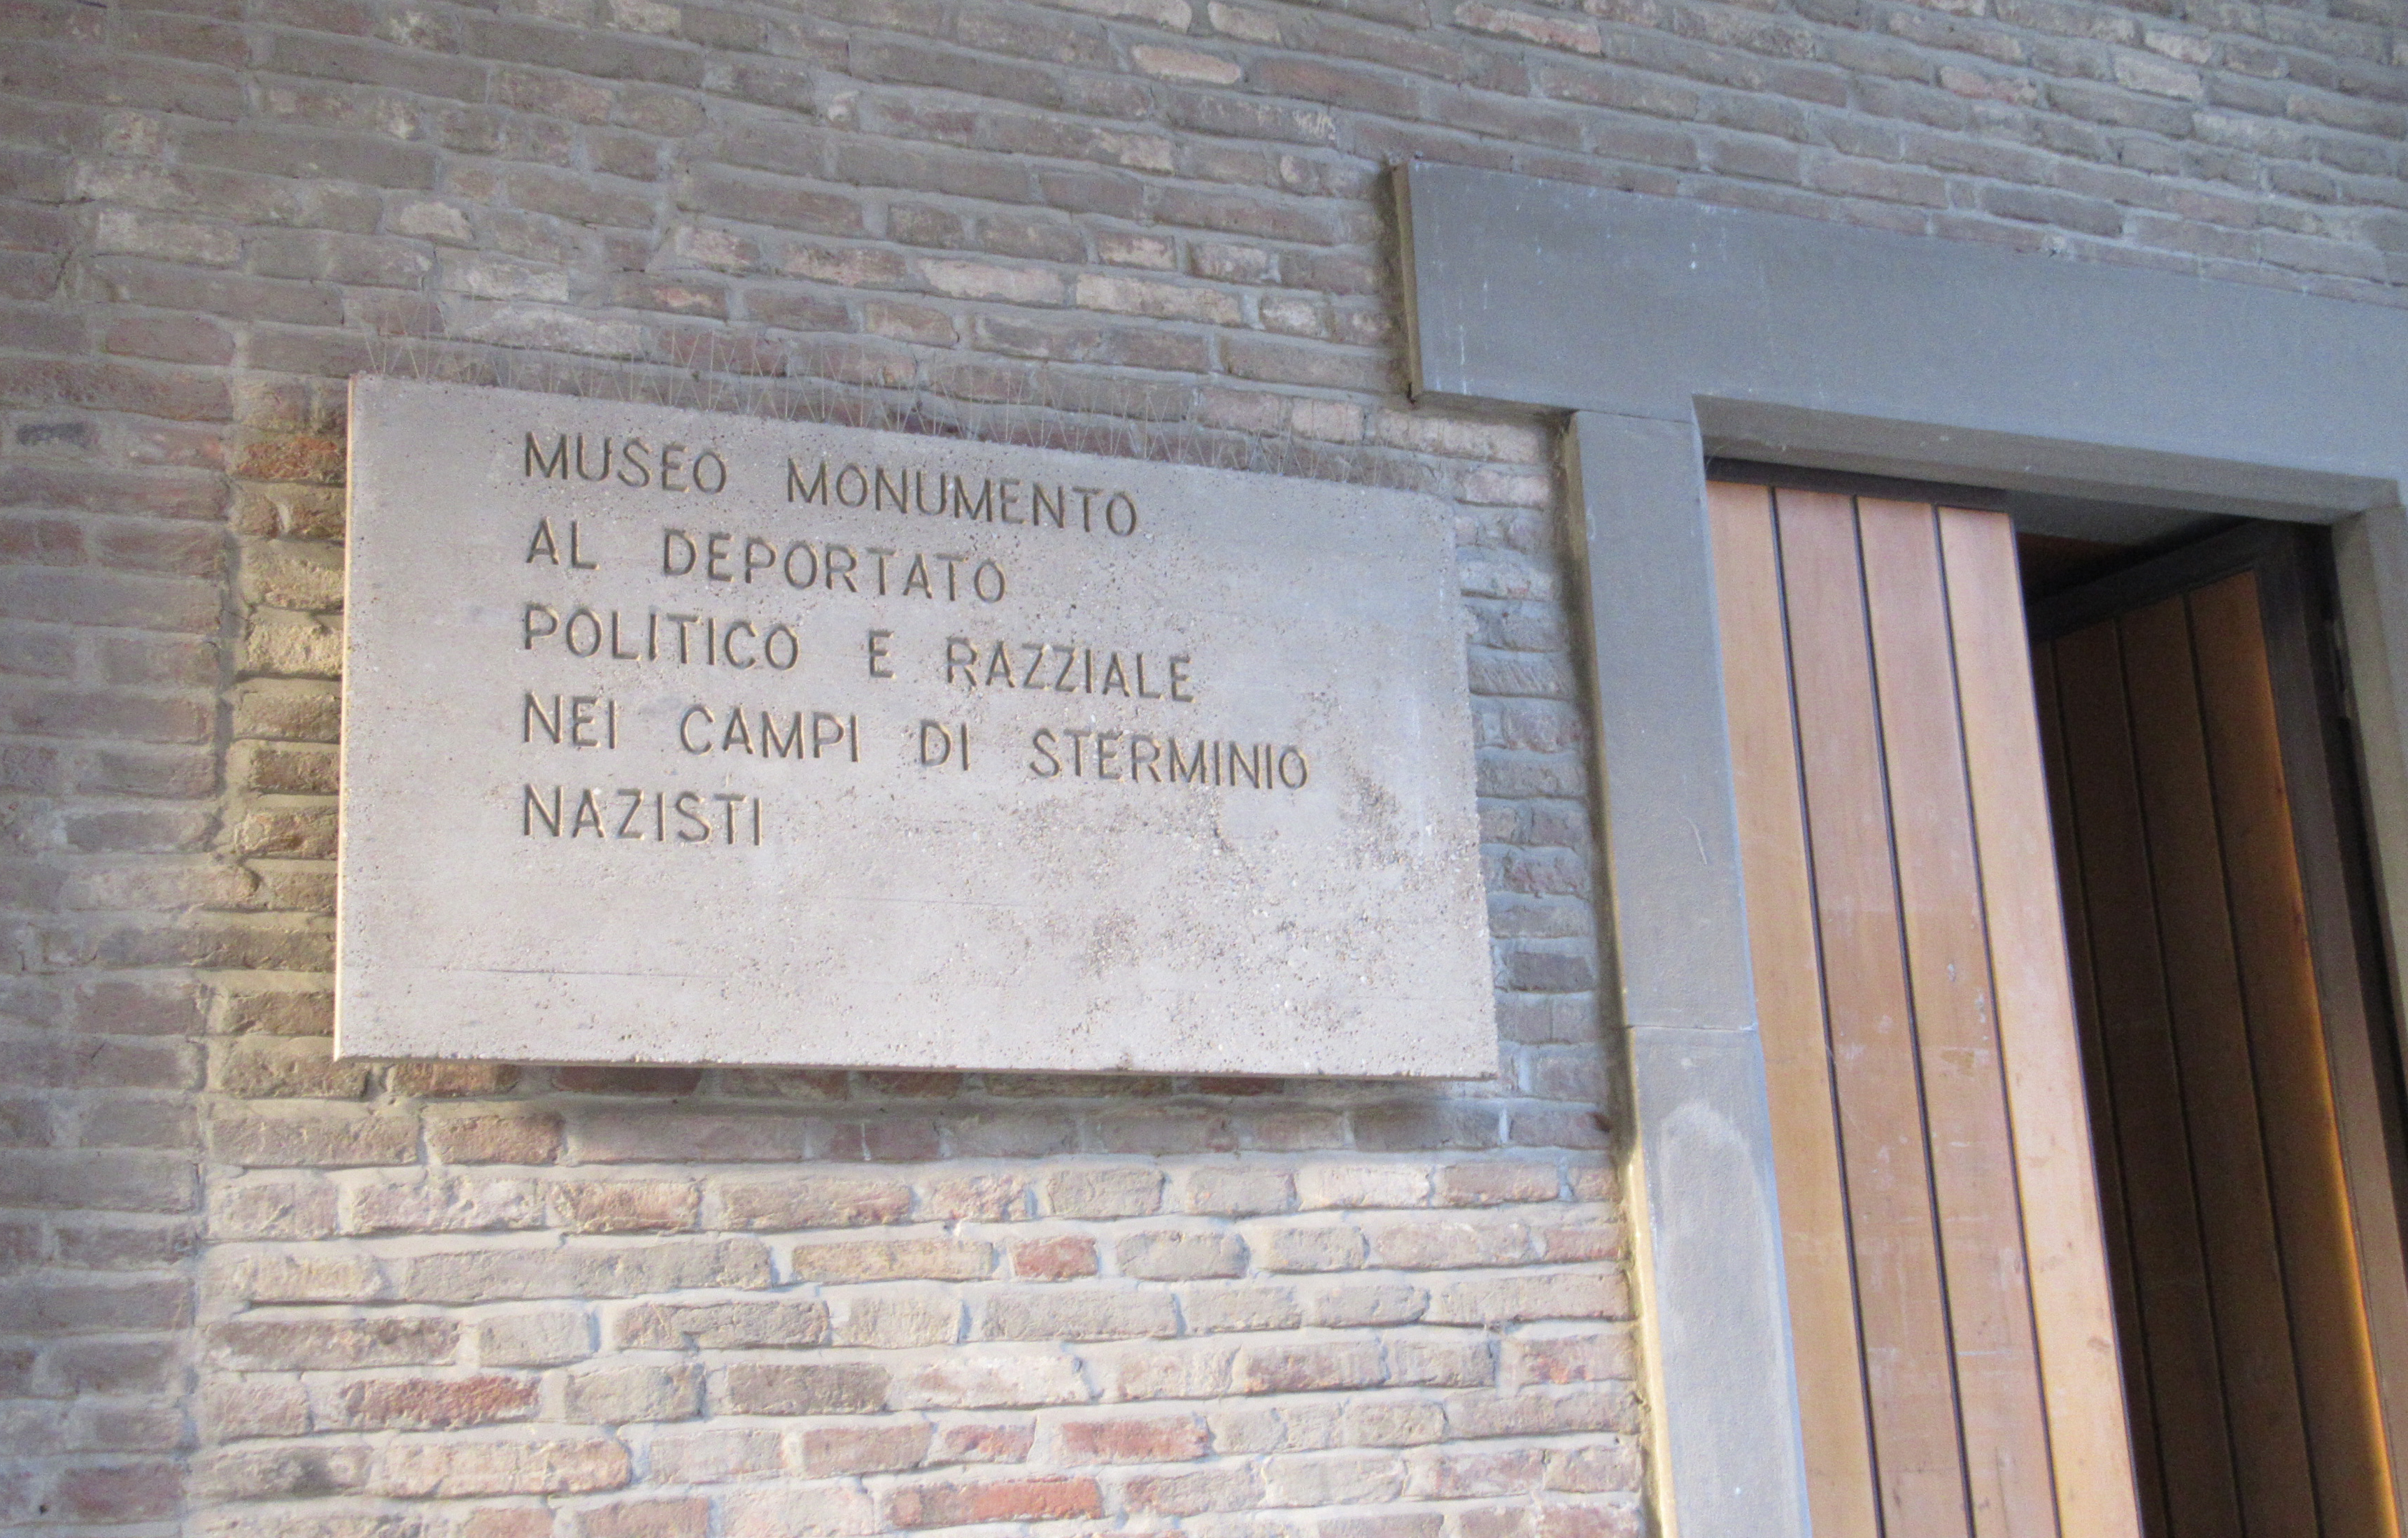 MUSEO MONUMENTO
AL DEPORTATO
POLITICO E RAZZIALE
NEI CAMPI DI STERMINIO
NAZISTI